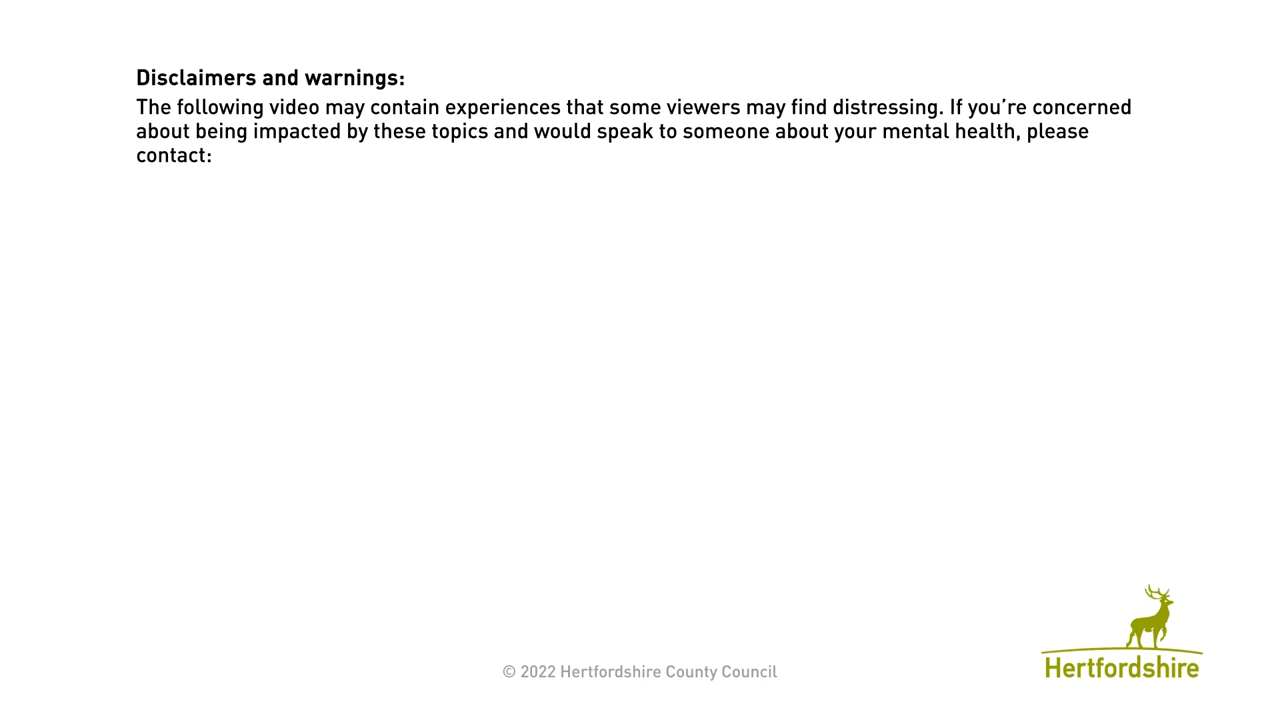 Disclaimers and warnings:
The following video may contain experiences that some viewers may find distressing. If you’re concerned
about being impacted by these topics and would speak to someone about your mental health, please
contact:
© 2022 Hertfordshire County Council
Hertfordshire